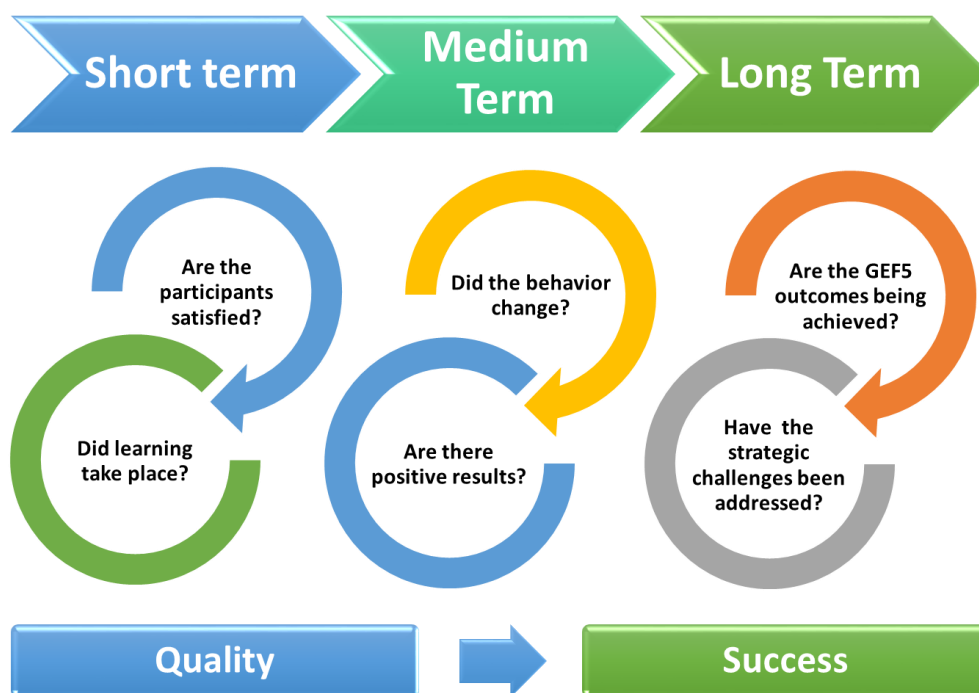 Short term
Medium
Term
Long Term
Are the
participants
satisfied?
Did learning
take place?
Did the behavior
change?
Are there
positive results?
Are the GEF5
outcomes being
achieved?
Have  the
strategic
challenges been
addressed?
Quality
Success